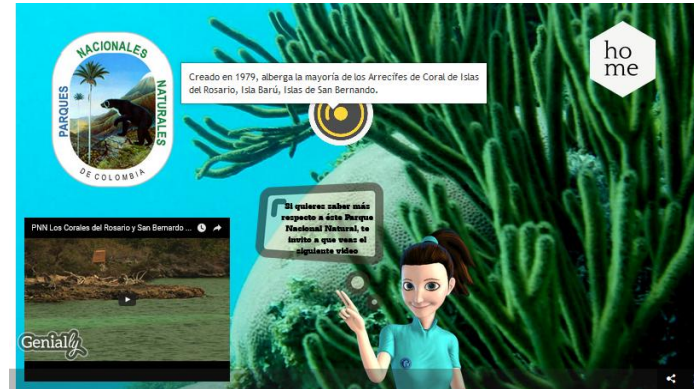 PARQUES
NACIONALES
NATURALES
DE COLOMBIA
Creado en 1979, alberga la mayoría de los Arrecifes de Coral de Islas
del Rosario, Isla Barú, Islas de San Bernando.
ho
me
Si quieres saber más
respecto a éste Parque
Nacional Natural, te
invito a que veas el
siguiente video
PNN Los Corales del Rosario y San Bernardo ...
Genially